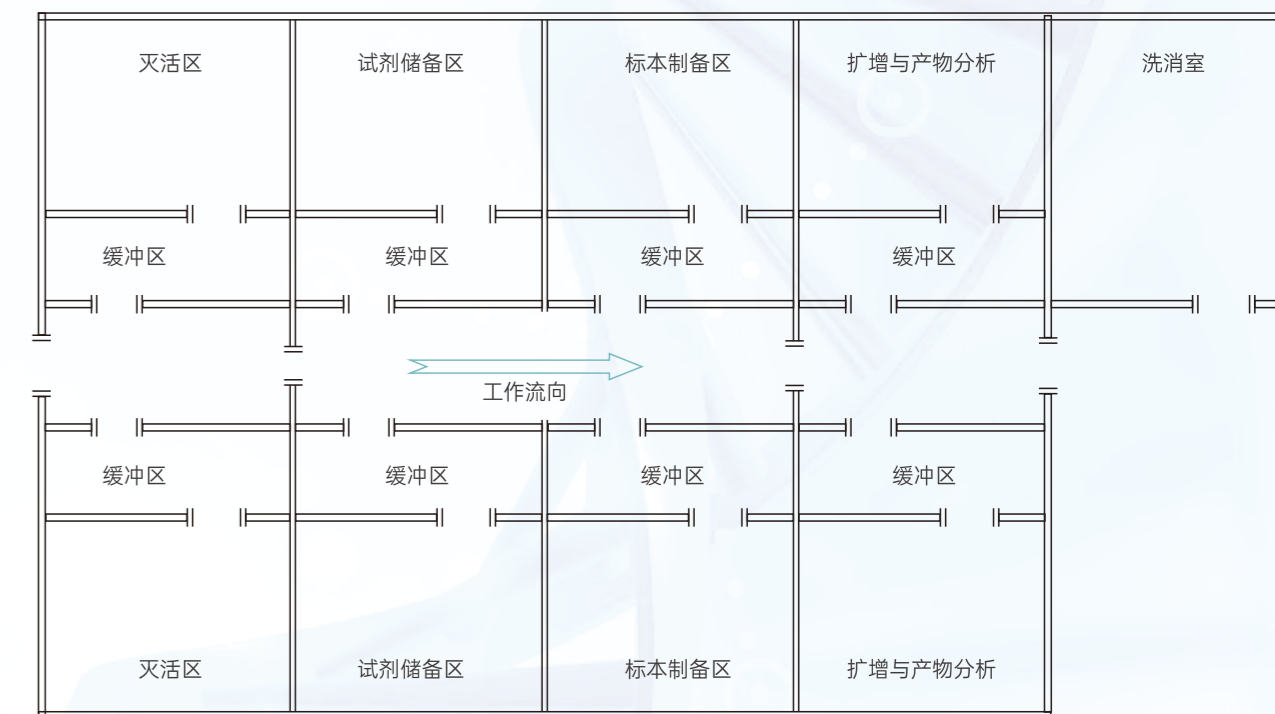 灭活区
试剂储备区
标本制备区
扩增与产物分析
洗消室
缓冲区
缓冲区
缓冲区
缓冲区
工作流向
缓冲区
缓冲区
缓冲区
缓冲区
灭活区
试剂储备区
标本制备区
扩增与产物分析